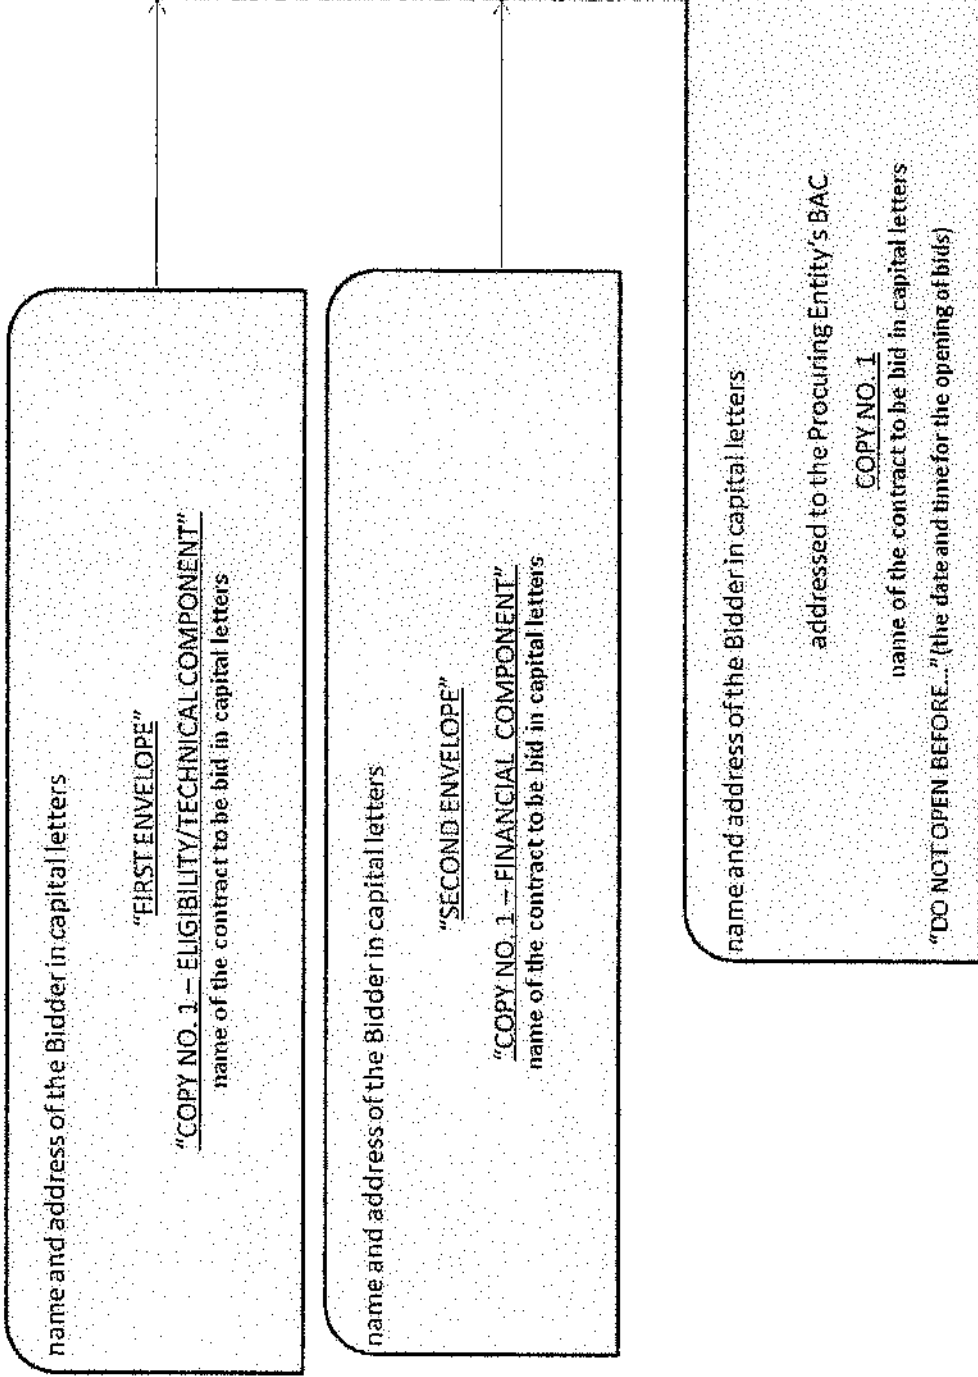 name and address of the Bidder in capital letters
“FIRST ENVELOPE”
“COPY NO. 1 – ELIGIBILITY/TECHNICAL COMPONENT”
name of the contract to be bid in capital letters
name and address of the Bidder in capital letters
“SECOND ENVELOPE”
“COPY NO. 1 – FINANCIAL COMPONENT”
name of the contract to be bid in capital letters
name and address of the Bidder in capital letters
addressed to the Procuring Entity’s BAC
COPY NO. 1
name of the contract to be bid in capital letters
“DO NOT OPEN BEFORE...” (the date and time for the opening of bids)